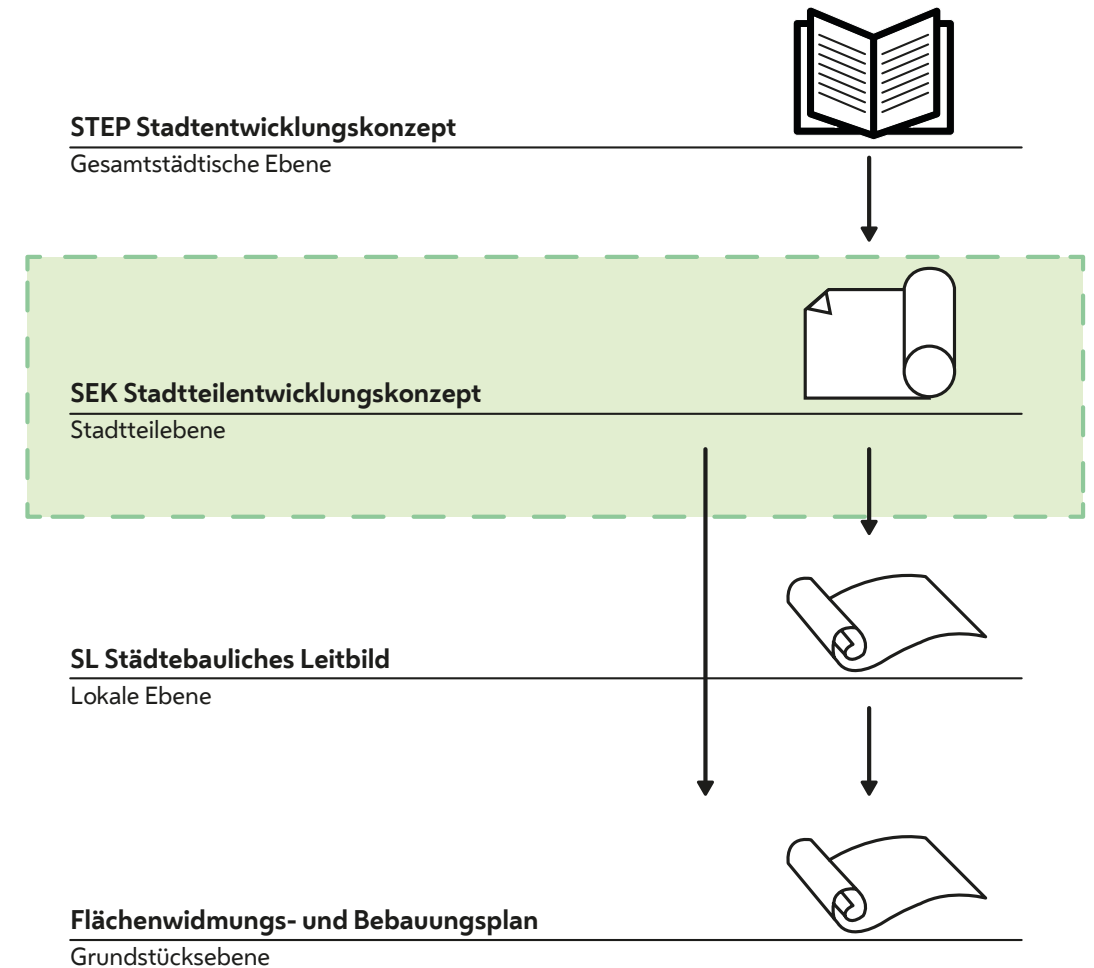 STEP Stadtentwicklungskonzept
Gesamtstädtische Ebene
SEK Stadtteilentwicklungskonzept
Stadtteilebene
SL Städtebauliches Leitbild
Lokale Ebene
Flächenwidmungs- und Bebauungsplan
Grundstücksebene